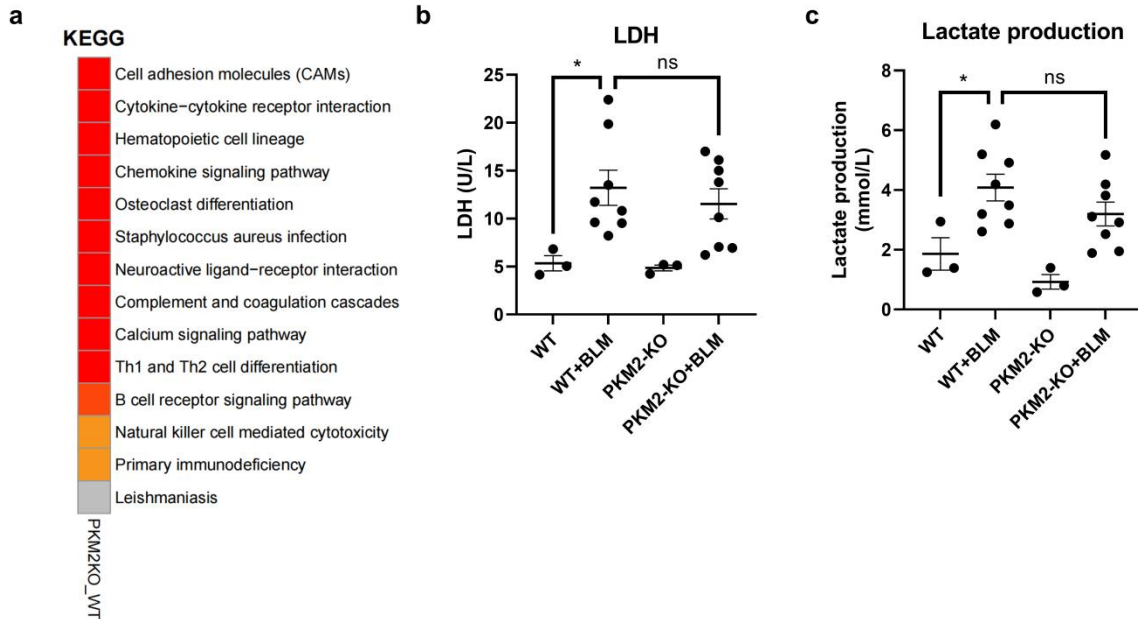 a
KEGG
Cell adhesion molecules (CAMs)
Cytokine−cytokine receptor interaction
Hematopoietic cell lineage
Chemokine signaling pathway
Osteoclast differentiation
Staphylococcus aureus infection
Neuroactive ligand−receptor interaction
Complement and coagulation cascades
Calcium signaling pathway
Th1 and Th2 cell differentiation
B cell receptor signaling pathway
Natural killer cell mediated cytotoxicity
Primary immunodeficiency
Leishmaniasis
PKM2KO_WT
b
LDH
*
ns
LDH (U/L)
25
20
15
10
5
0
WT
WT+BLM
PKM2-KO
PKM2-KO+BLM
c
Lactate production
*
ns
Lactate production
(mmol/L)
8
6
4
2
0
WT
WT+BLM
PKM2-KO
PKM2-KO+BLM